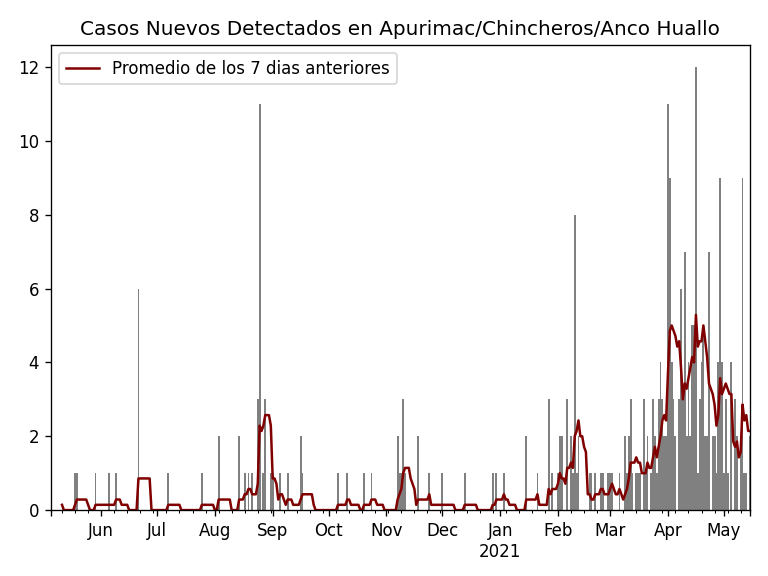 Casos Nuevos Detectados en Apurimac/Chincheros/Anco Huallo
Promedio de los 7 dias anteriores
12
10
8
6
4
2
0
Jun Jul Aug Sep Oct Nov Dec Jan Feb Mar Apr May
2021